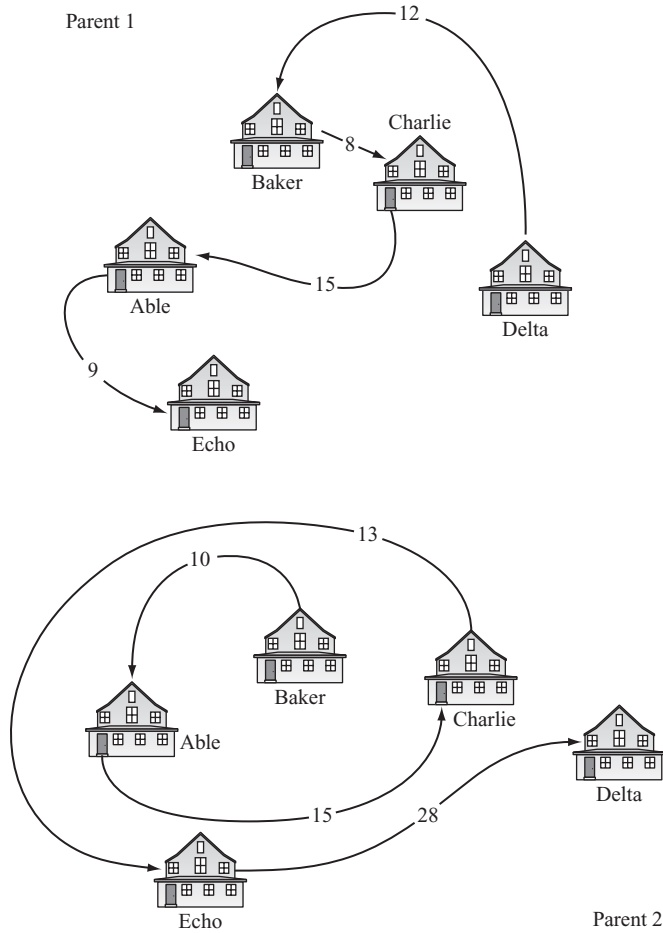 Parent 1
12
Charlie
8
Baker
15
Able
Delta
9
Echo
13
10
Baker
Charlie
Able
Delta
15
28
Echo
Parent 2